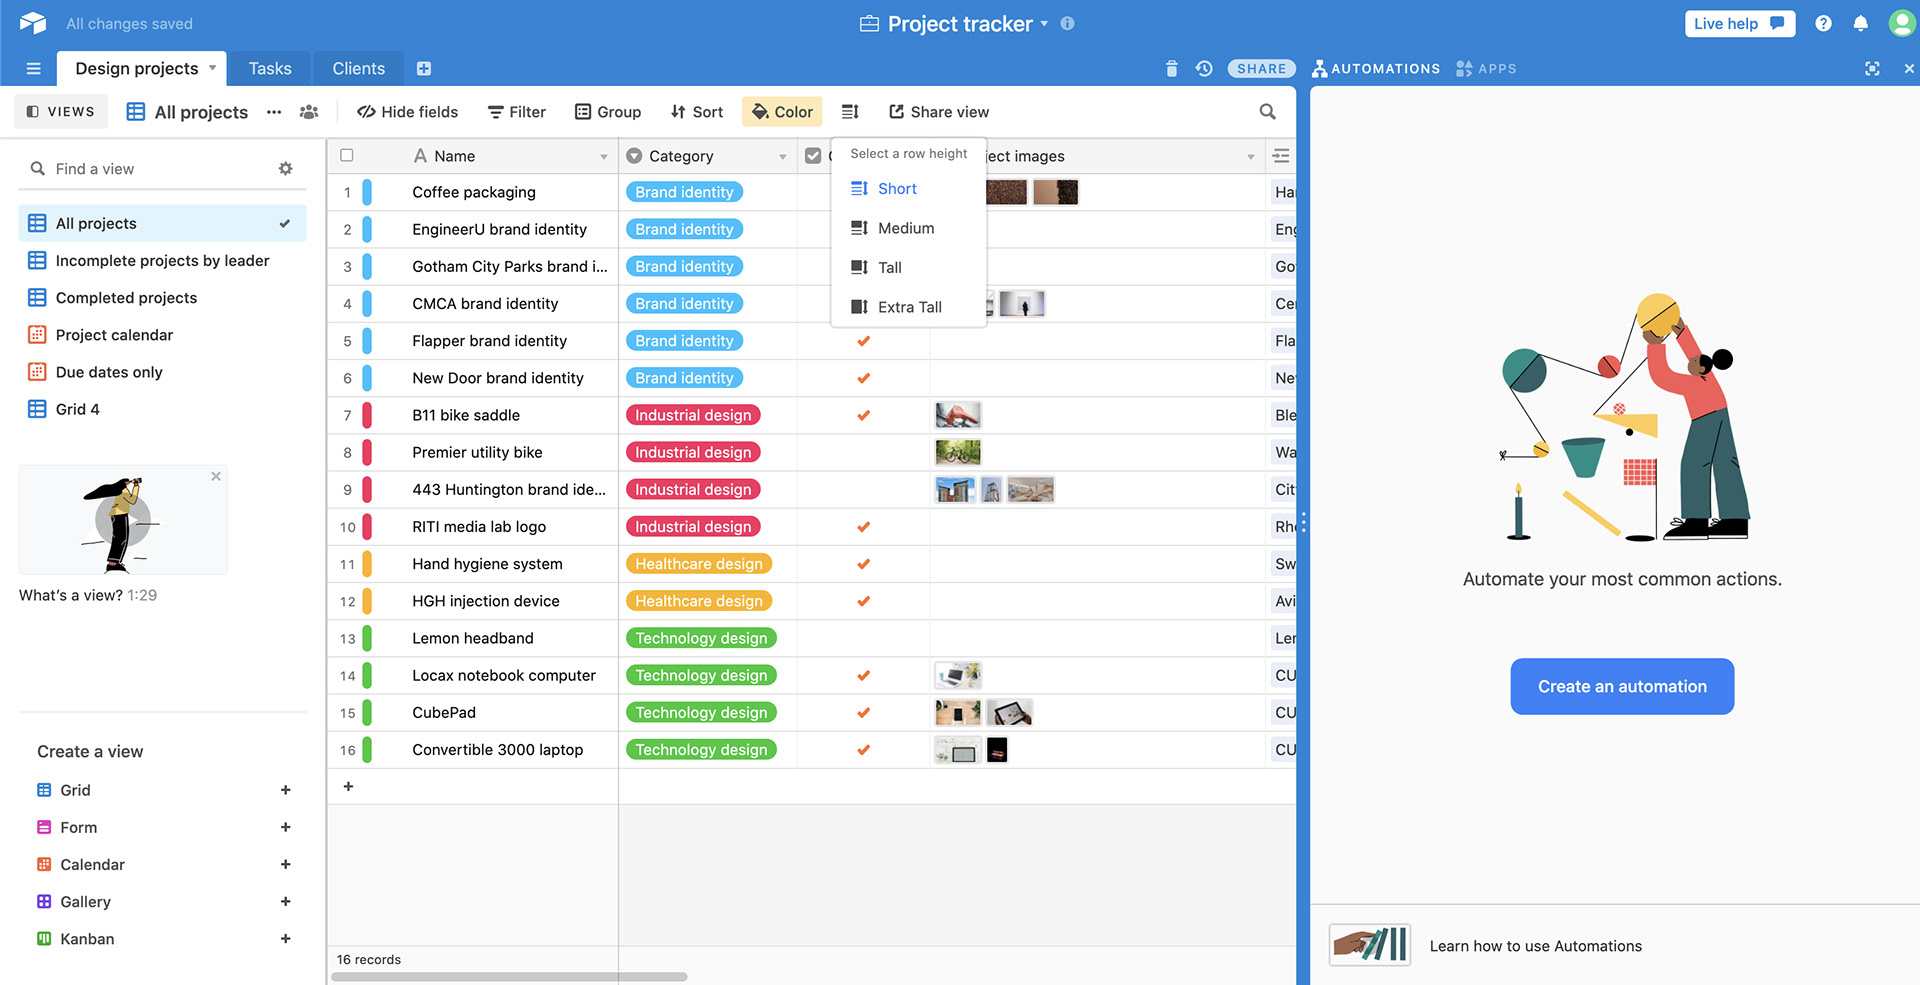 All changes saved
Project tracker
Live help
Design projects
Tasks
Clients
SHARE
AUTOMATIONS
APPS
VIEWS
All projects
Hide fields
Filter
Group
Sort
Color
Share view
Find a view
All projects
Incomplete projects by leader
Completed projects
Project calendar
Due dates only
Grid 4
What's a view? 1:29
Create a view
Grid
Form
Calendar
Gallery
Kanban
Name Category ject images
Select a row height
Short
Medium
Tall
Extra Tall
1 Coffee packaging Brand identity Ha
2 EngineerU brand identity Brand identity Eng
3 Gotham City Parks brand i... Brand identity Go
4 CMCA brand identity Brand identity Cer
5 Flapper brand identity Brand identity Fla
6 New Door brand identity Brand identity Nev
7 B11 bike saddle Industrial design Ble
8 Premier utility bike Industrial design Wa
9 443 Huntington brand ide... Industrial design Cit
10 RITI media lab logo Industrial design Rho
11 Hand hygiene system Healthcare design Sw
12 HGH injection device Healthcare design Avi
13 Lemon headband Technology design Ler
14 Locax notebook computer Technology design CU
15 CubePad Technology design CU
16 Convertible 3000 laptop Technology design CU
16 records
Automate your most common actions.
Create an automation
Learn how to use Automations